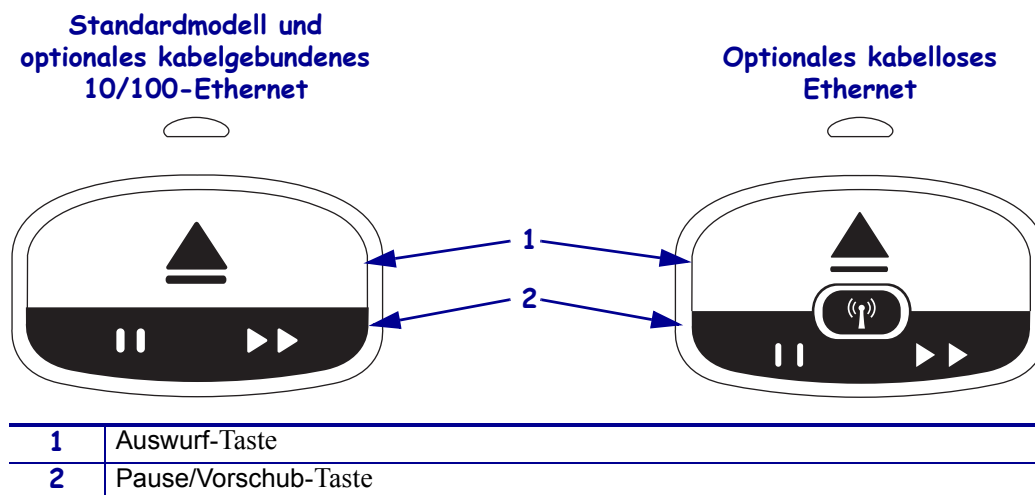 Standardmodell und
optionales kabelgebundenes
10/100-Ethernet
Optionales kabelloses
Ethernet
1
2
1 Auswurf-Taste
2 Pause/Vorschub-Taste